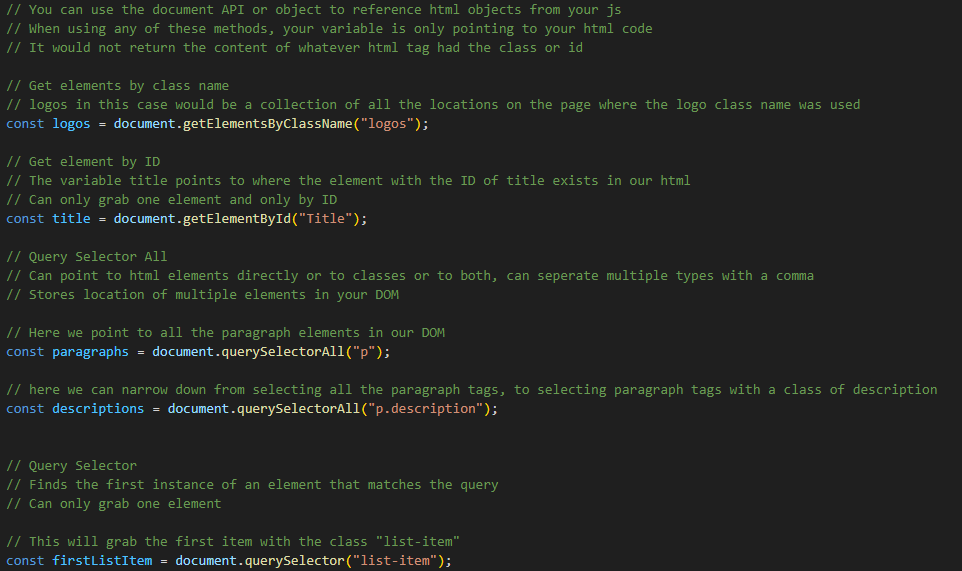 // You can use the document API or object to reference html objects from your js
// When using any of these methods, your variable is only pointing to your html code
// It would not return the content of whatever html tag had the class or id
// Get elements by class name
// logos in this case would be a collection of all the locations on the page where the logo class name was used
const logos = document.getElementsByClassName("logos");
// Get element by ID
// The variable title points to where the element with the ID of title exists in our html
// Can only grab one element and only by ID
const title = document.getElementById("Title");
// Query Selector All
// Can point to html elements directly or to classes or to both, can seperate multiple types with a comma
// Stores location of multiple elements in your DOM
// Here we point to all the paragraph elements in our DOM
const paragraphs = document.querySelectorAll("p");
// here we can narrow down from selecting all the paragraph tags, to selecting paragraph tags with a class of description
const descriptions = document.querySelectorAll("p.description");
// Query Selector
// Finds the first instance of an element that matches the query
// Can only grab one element
// This will grab the first item with the class "list-item"
const firstListItem = document.querySelector("list-item");